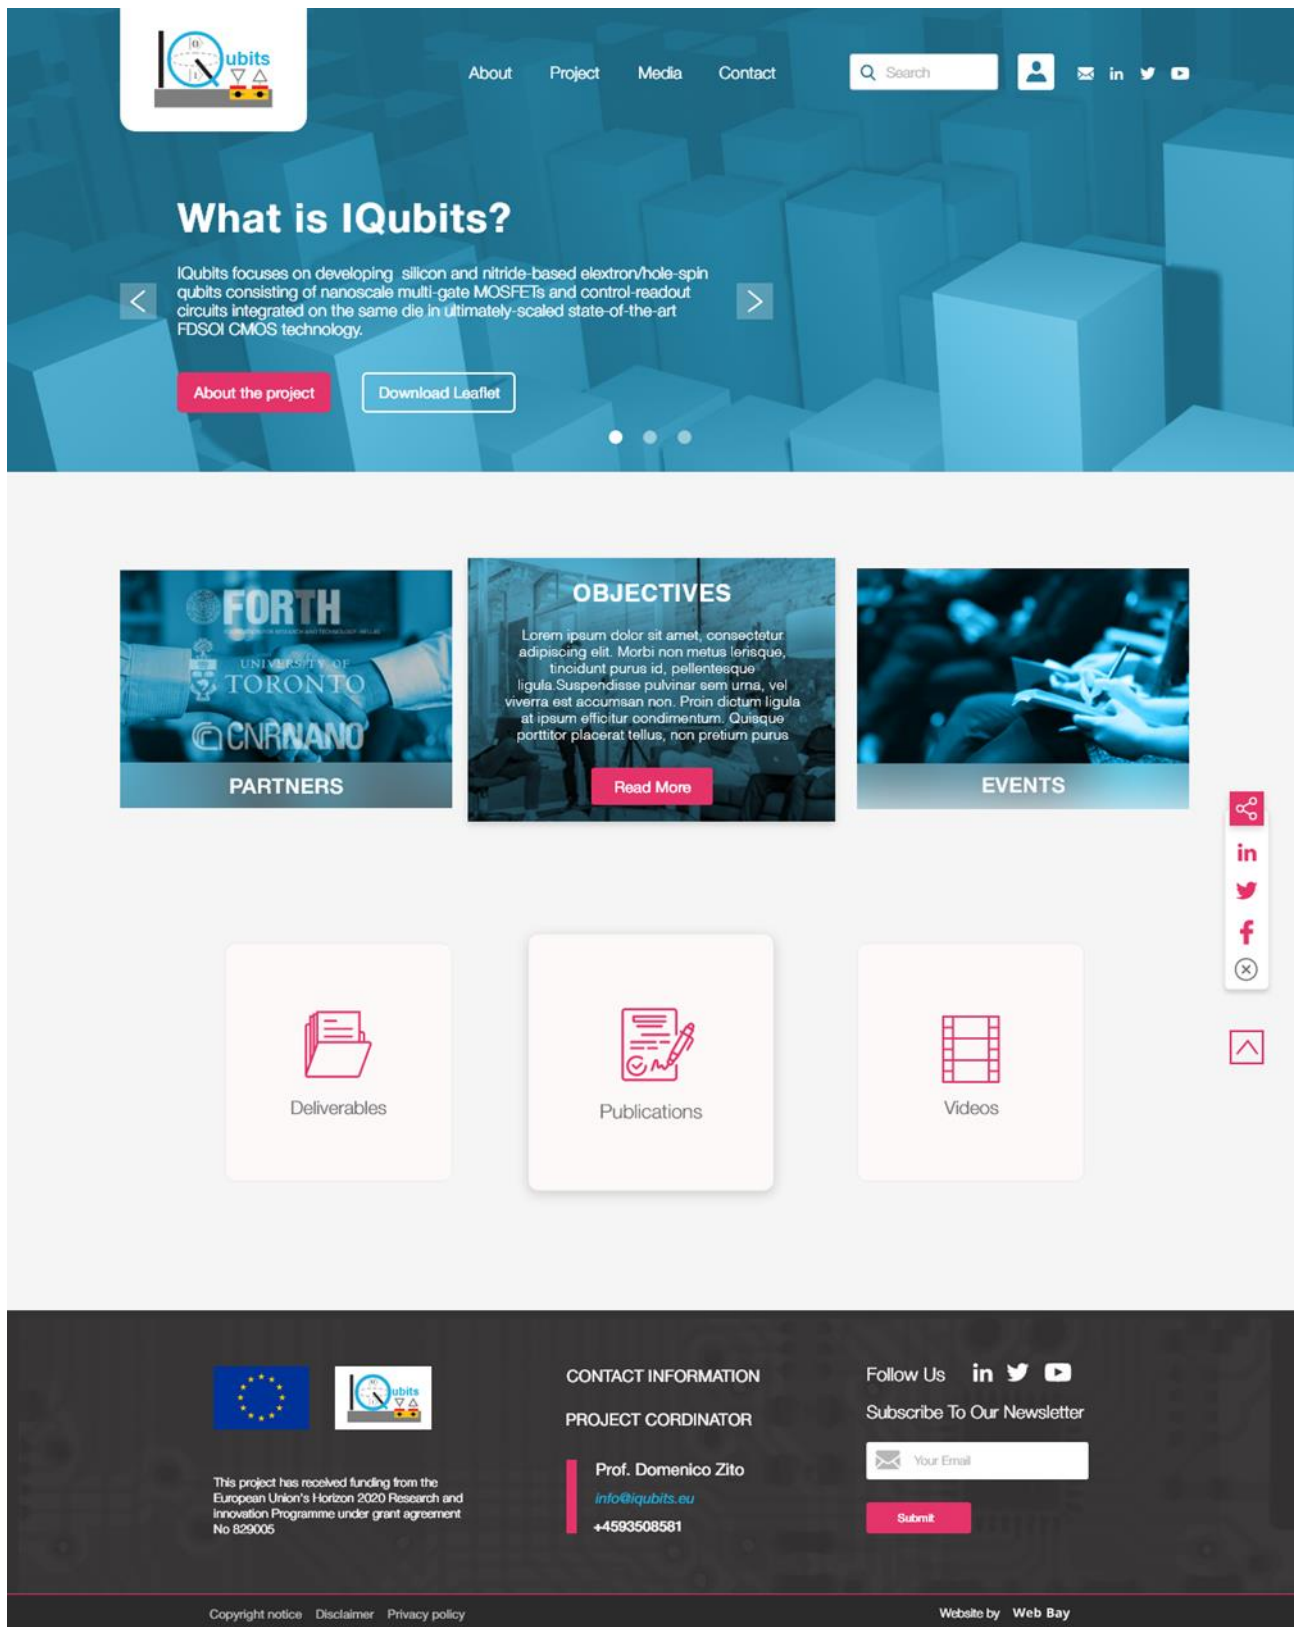 ubits
About Project Media Contact
Search
What is IQubits?
IQubits focuses on developing silicon and nitride-based elextron/hole-spin
qubits consisting of nanoscale multi-gate MOSFETs and control-readout
circuits integrated on the same die in ultimately-scaled state-of-the-art
FDSOI CMOS technology.
About the project
Download Leaflet
FORTH
UNIVERSITY OF
TORONTO
CNRNANO
PARTNERS
OBJECTIVES
Lorem ipsum dolor sit amet, consectetur
adipiscing elit. Morbi non metus lerisque,
tincidunt purus id, pellentesque
ligula.Suspendisse pulvinar sem urna, vel
viverra est accumsan non. Proin dictum ligula
at ipsum efficitur condimentum. Quisque
porttitor placerat tellus, non pretium purus
Read More
EVENTS
Deliverables
Publications
Videos
ubits
This project has received funding from the
European Union's Horizon 2020 Research and
Innovation Programme under grant agreement
No 829005
CONTACT INFORMATION
PROJECT CORDINATOR
Prof. Domenico Zito
info@iqubits.eu
+4593508581
Follow Us
Subscribe To Our Newsletter
Your Email
Submit
Copyright notice Disclaimer Privacy policy
Website by Web Bay